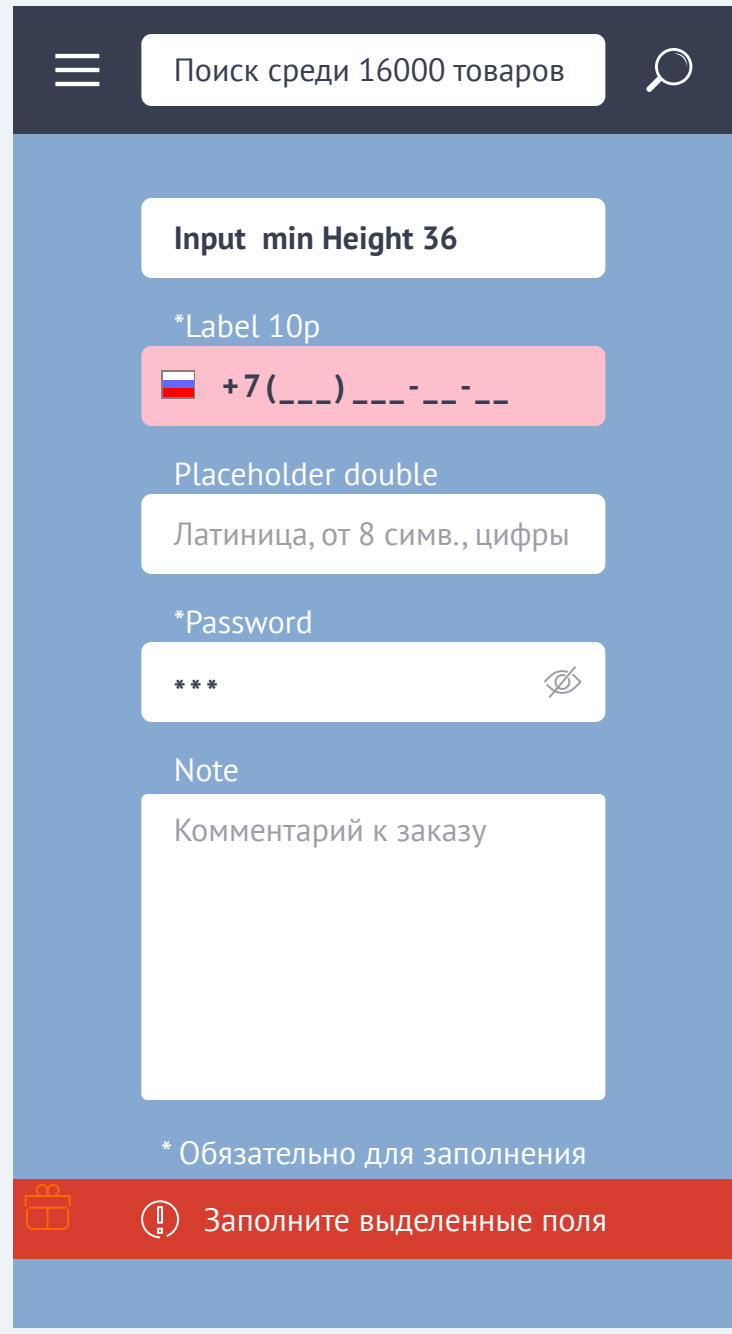 Поиск среди 16000 товаров
Input min Height 36
*Label 10p
+7(___)___-__-__
Placeholder double
Латиница, от 8 симв., цифры
*Password
***
Note
Комментарий к заказу
* Обязательно для заполнения
Заполните выделенные поля